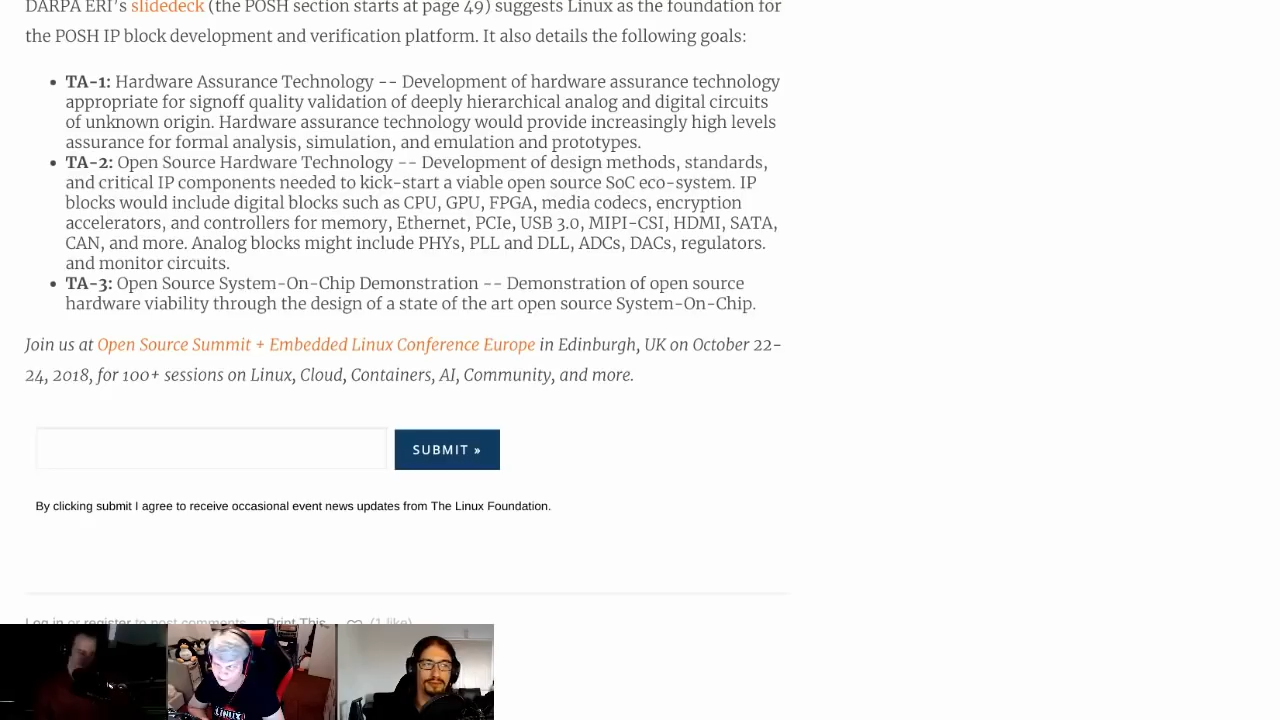 DARPA ERI's slidedeck (the POSH section starts at page 49) suggests Linux as the foundation for
the POSH IP block development and verification platform. It also details the following goals:
• TA-1: Hardware Assurance Technology -- Development of hardware assurance technology
appropriate for signoff quality validation of deeply hierarchical analog and digital circuits
of unknown origin. Hardware assurance technology would provide increasingly high levels
assurance for formal analysis, simulation, and emulation and prototypes.
• TA-2: Open Source Hardware Technology -- Development of design methods, standards,
and critical IP components needed to kick-start a viable open source SoC eco-system. IP
blocks would include digital blocks such as CPU, GPU, FPGA, media codecs, encryption
accelerators, and controllers for memory, Ethernet, PCIe, USB 3.0, MIPI-CSI, HDMI, SATA,
CAN, and more. Analog blocks might include PHYs, PLL and DLL, ADCs, DACs, regulators.
and monitor circuits.
• TA-3: Open Source System-On-Chip Demonstration -- Demonstration of open source
hardware viability through the design of a state of the art open source System-On-Chip.
Join us at Open Source Summit + Embedded Linux Conference Europe in Edinburgh, UK on October 22-
24, 2018, for 100+ sessions on Linux, Cloud, Containers, AI, Community, and more.
SUBMIT »
By clicking submit I agree to receive occasional event news updates from The Linux Foundation.
Log in or register to post comments Print This (1 like)
LINUX